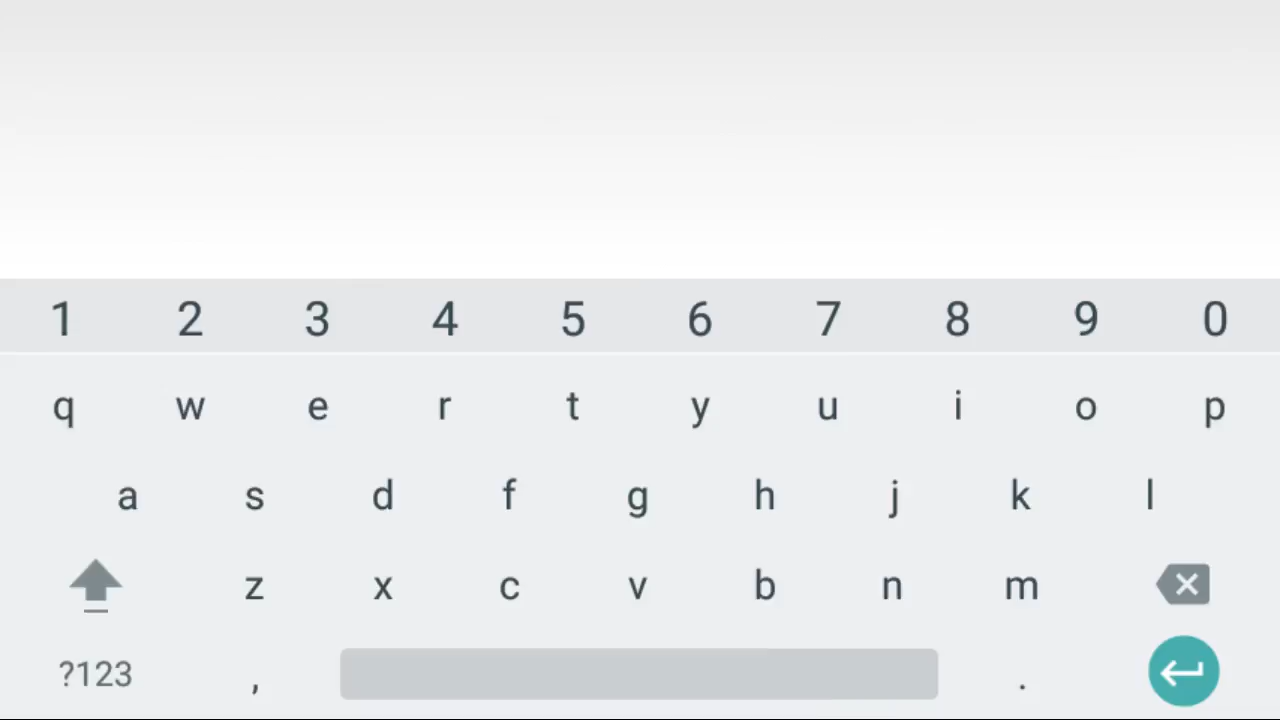 1 2 3 4 5 6 7 8 9 0
q w e r t y u i o p
a s d f g h j k l
z x c v b n m
?123 , .